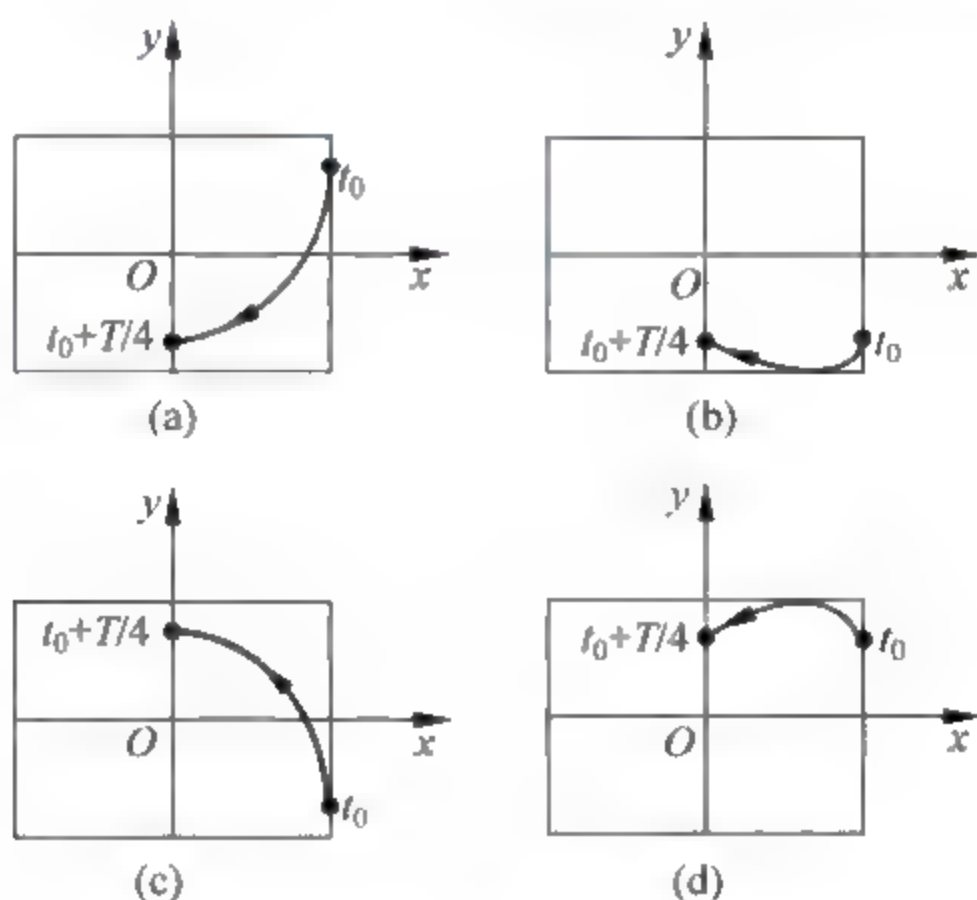 y y
t₀
O x O x
t₀+T/4 t₀+T/4 t₀
(a) (b)
y y
t₀+T/4 t₀+T/4 t₀
O x O x
t₀
(c) (d)